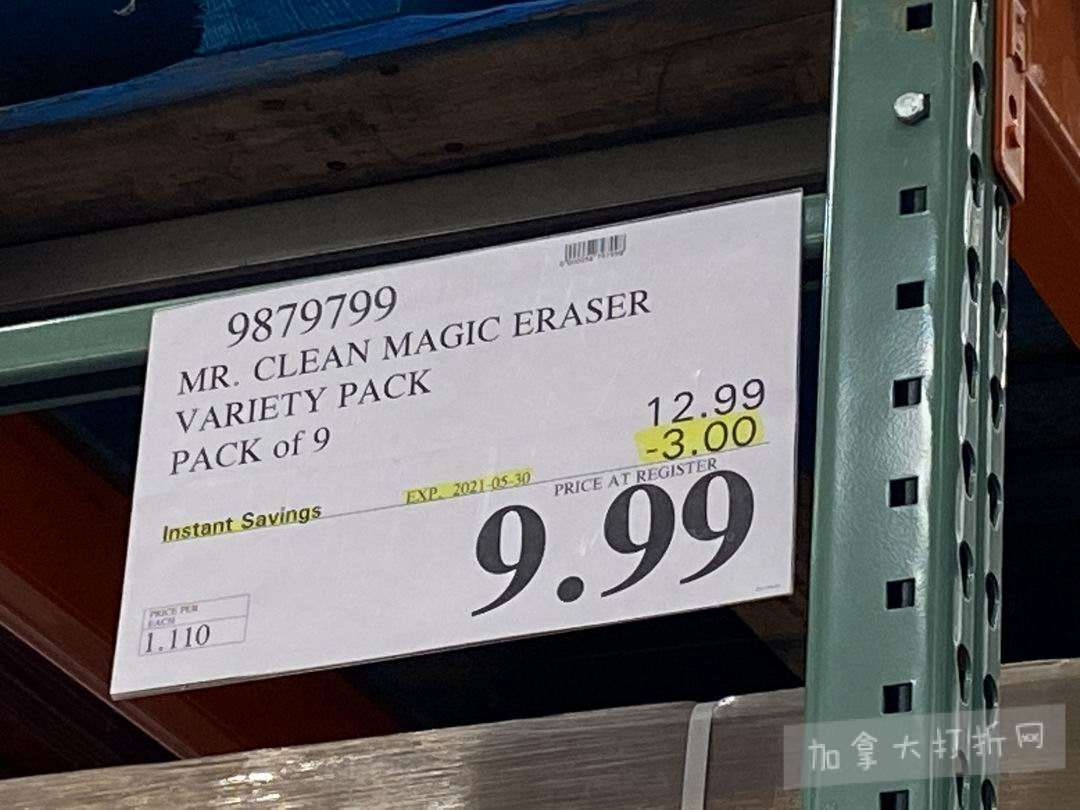 9879799
MR. CLEAN MAGIC ERASER
VARIETY PACK
PACK of 9
12.99
-3.00
EXP. 2021-05-30
PRICE AT REGISTER
Instant Savings
9.99
PRICE PER
EACH
1.110
加拿大打折网